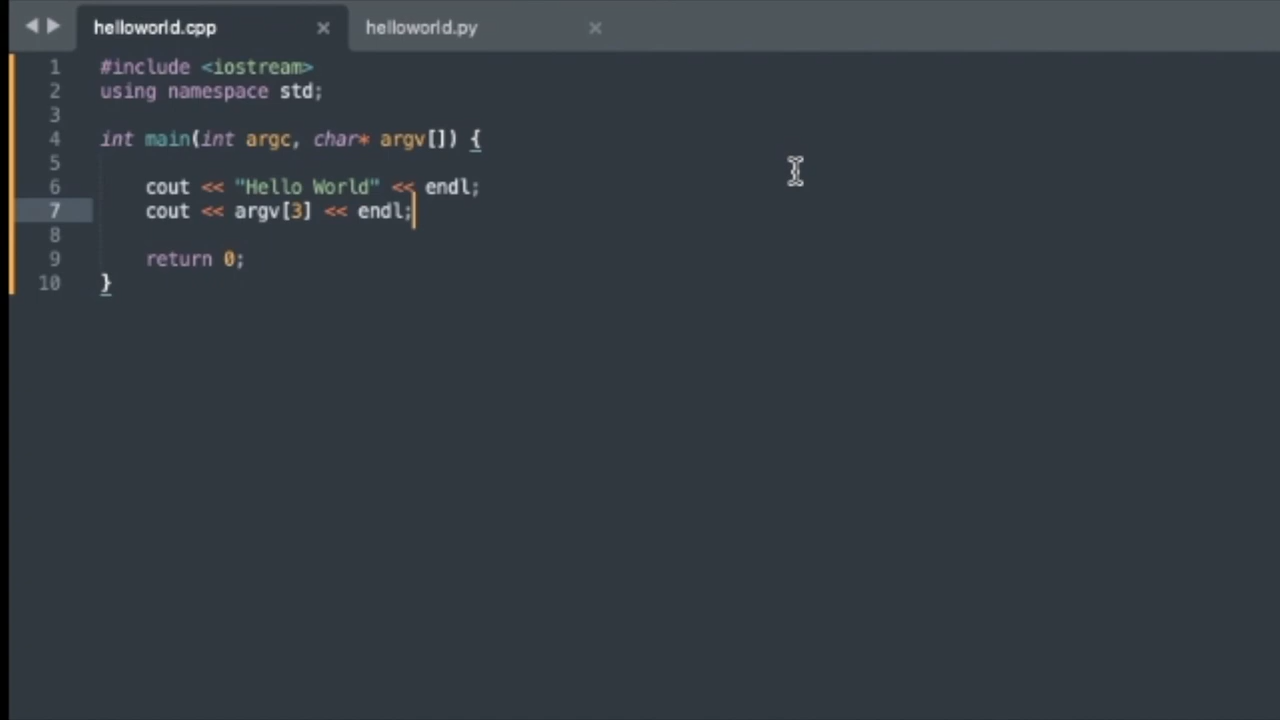 helloworld.cpp × helloworld.py ×
1 #include <iostream>
2 using namespace std;
3
4 int main(int argc, char* argv[]) {
5
6     cout << "Hello World" << endl;
7     cout << argv[3] << endl;
8
9     return 0;
10 }